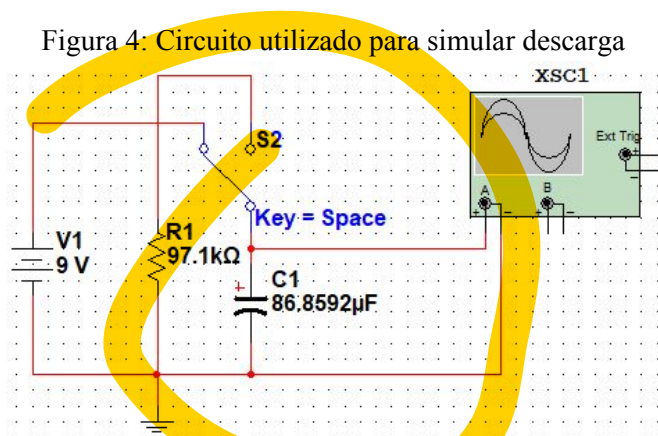 Figura 4: Circuito utilizado para simular descarga
XSC1
Ext Trig
+
-
S2
A
B
+ - + -
Key = Space
V1
9 V
R1
97.1kΩ
+
C1
86.8592µF